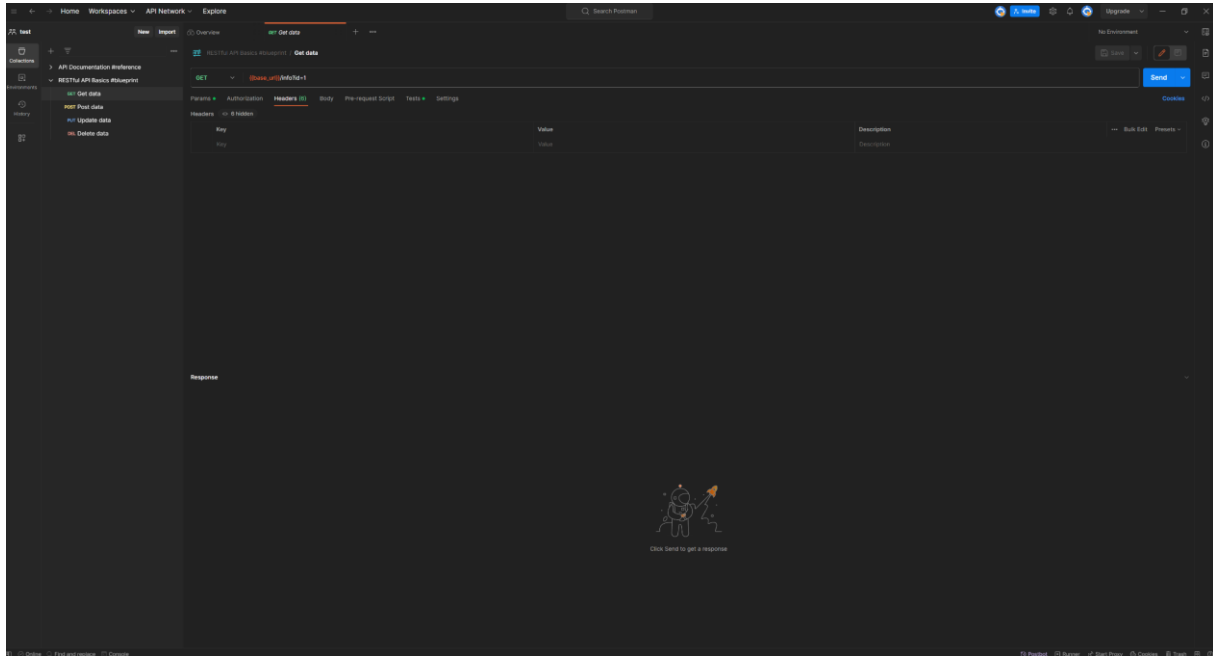 Home Workspaces API Network Explore Search Postman Invite Upgrade
test New Import Overview GET Get data + No Environment
Collections RESTful API Basics #blueprint / Get data Save
API Documentation #reference
RESTful API Basics #blueprint GET {{base_url}}/info?id=1 Send
Environments
GET Get data Params Authorization Headers (6) Body Pre-request Script Tests Settings Cookies
POST Post data
History Headers 6 hidden
PUT Update data
DEL Delete data Key Value Description Bulk Edit Presets
Key Value Description
Response
Click Send to get a response
Online Find and replace Console Postbot Runner Start Proxy Cookies Trash